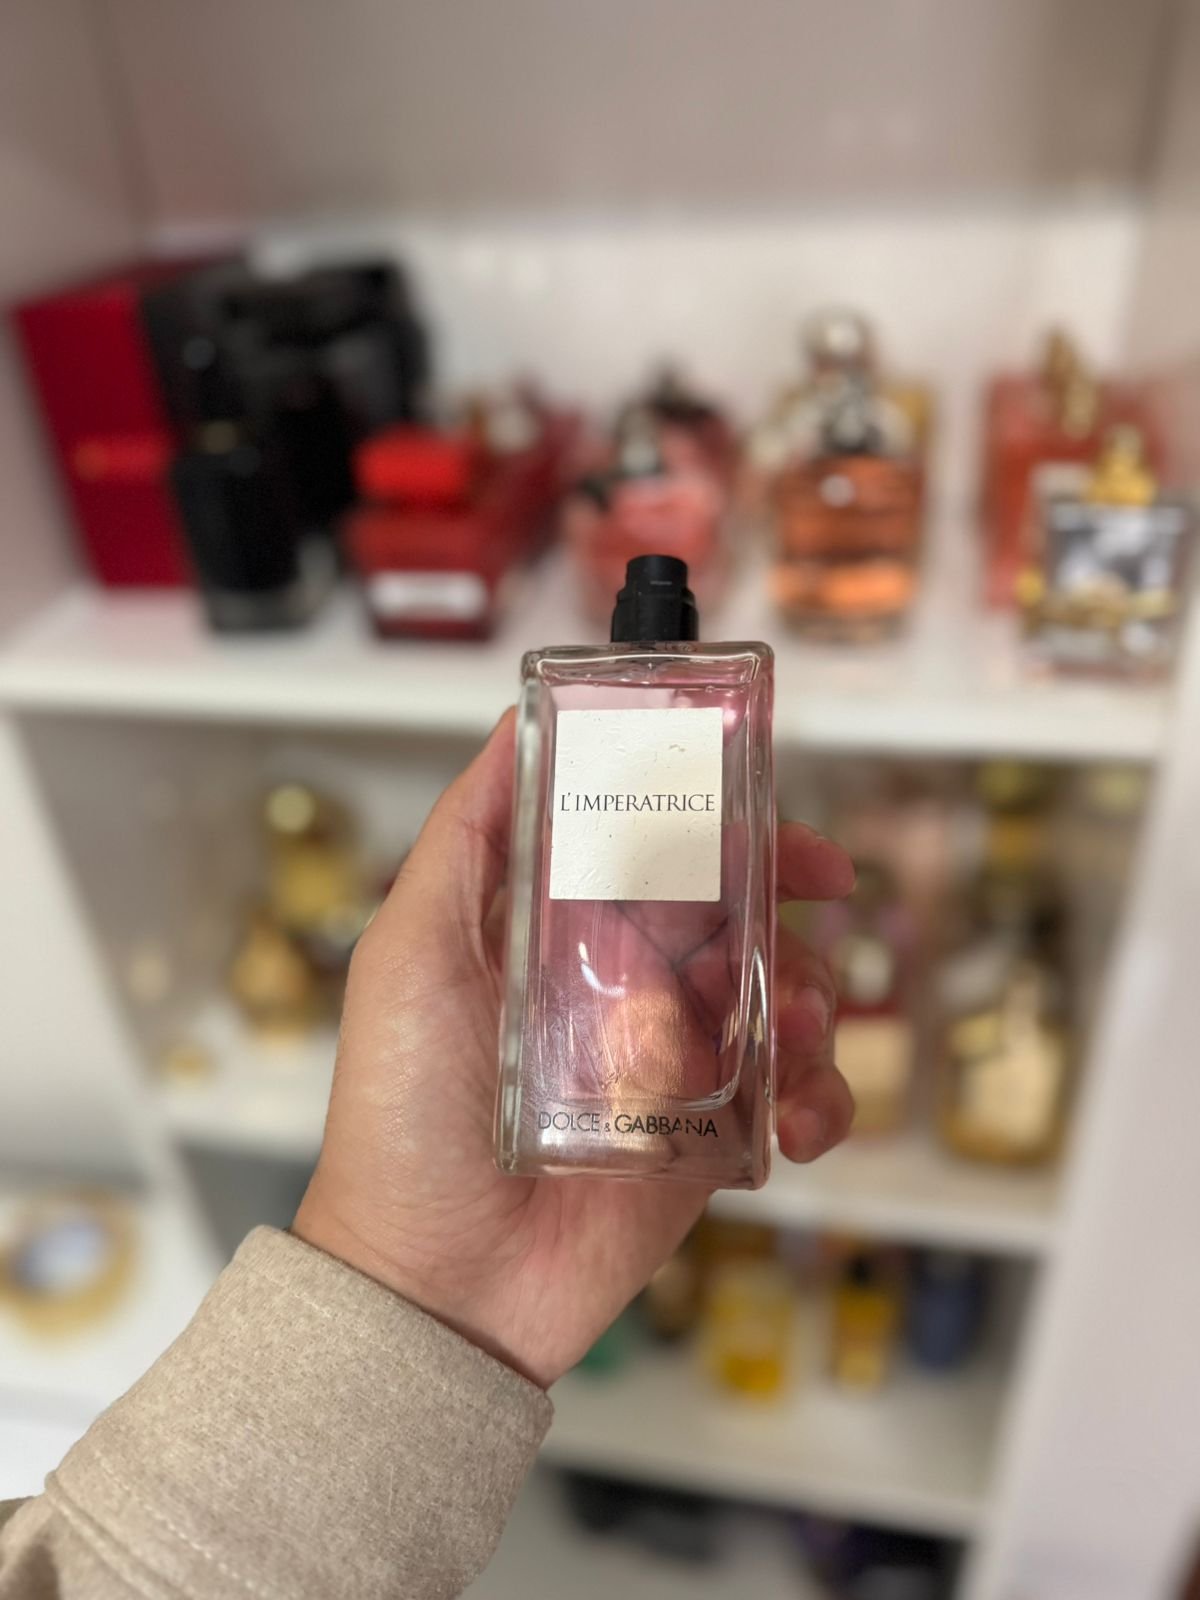 L'IMPERATRICE
DOLCE & GABBANA